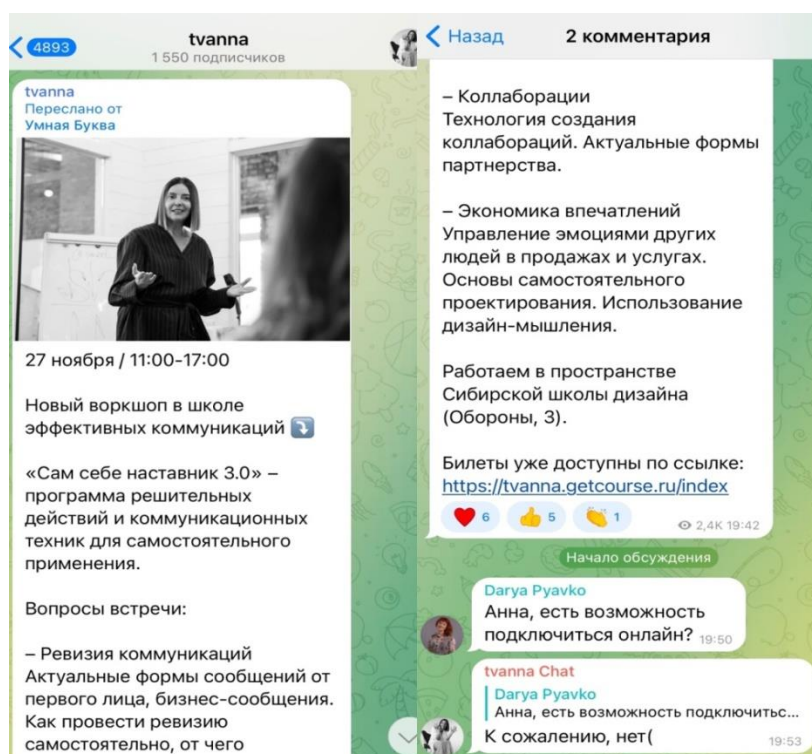 4893
tvanna
1 550 подписчиков
tvanna
Переслано от
Умная Буква
27 ноября / 11:00-17:00
Новый воркшоп в школе
эффективных коммуникаций
«Сам себе наставник 3.0» –
программа решительных
действий и коммуникационных
техник для самостоятельного
применения.
Вопросы встречи:
– Ревизия коммуникаций
Актуальные формы сообщений от
первого лица, бизнес-сообщения.
Как провести ревизию
самостоятельно, от чего
Назад
2 комментария
– Коллаборации
Технология создания
коллабораций. Актуальные формы
партнерства.
– Экономика впечатлений
Управление эмоциями других
людей в продажах и услугах.
Основы самостоятельного
проектирования. Использование
дизайн-мышления.
Работаем в пространстве
Сибирской школы дизайна
(Обороны, 3).
Билеты уже доступны по ссылке:
https://tvanna.getcourse.ru/index
6 5 1 2,4K 19:42
Начало обсуждения
Darya Pyavko
Анна, есть возможность
подключиться онлайн? 19:50
tvanna Chat
Darya Pyavko
Анна, есть возможность подключитьс...
К сожалению, нет( 19:53